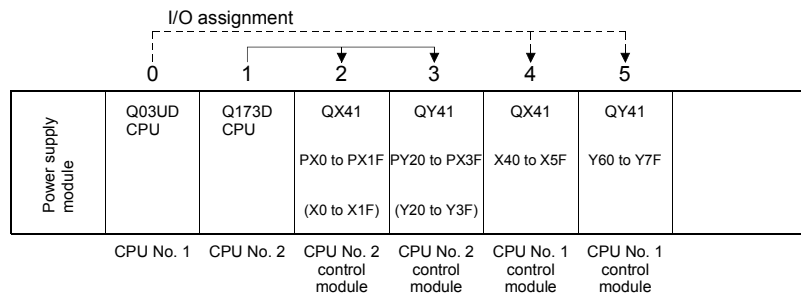 I/O assignment
0 1 2 3 4 5
Power supply
module
Q03UD
CPU
Q173D
CPU
QX41
PX0 to PX1F
(X0 to X1F)
QY41
PY20 to PX3F
(Y20 to Y3F)
QX41
X40 to X5F
QY41
Y60 to Y7F
CPU No. 1
CPU No. 2
CPU No. 2
control
module
CPU No. 2
control
module
CPU No. 1
control
module
CPU No. 1
control
module